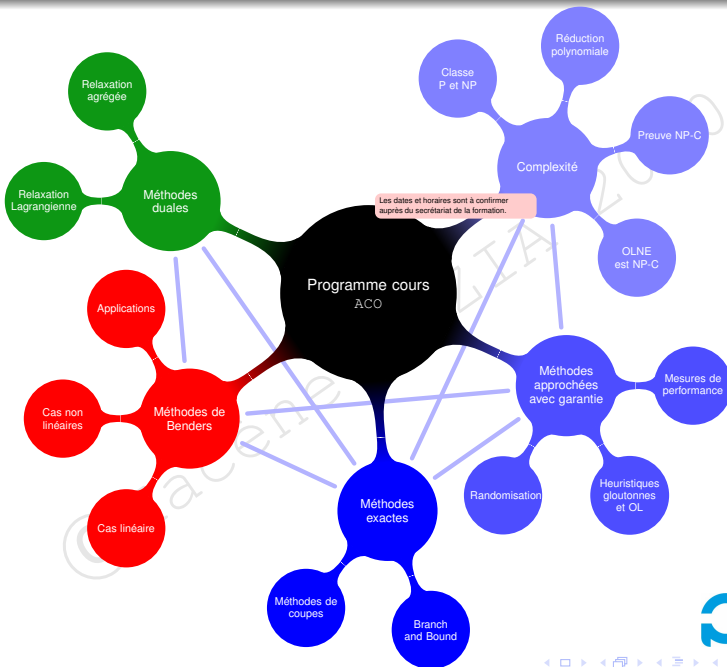 Réduction
polynomiale
Classe
P et NP
Relaxation
agrégée
Preuve NP-C
Complexité
Relaxation
Lagrangienne
Méthodes
duales
Les dates et horaires sont à confirmer
auprès du secrétariat de la formation.
OLNE
est NP-C
Programme cours
ACO
Applications
Méthodes
approchées
avec garantie
Mesures de
performance
Cas non
linéaires
Méthodes de
Benders
Randomisation
Heuristiques
gloutonnes
et OL
Méthodes
exactes
Cas linéaire
Méthodes de
coupes
Branch
and Bound